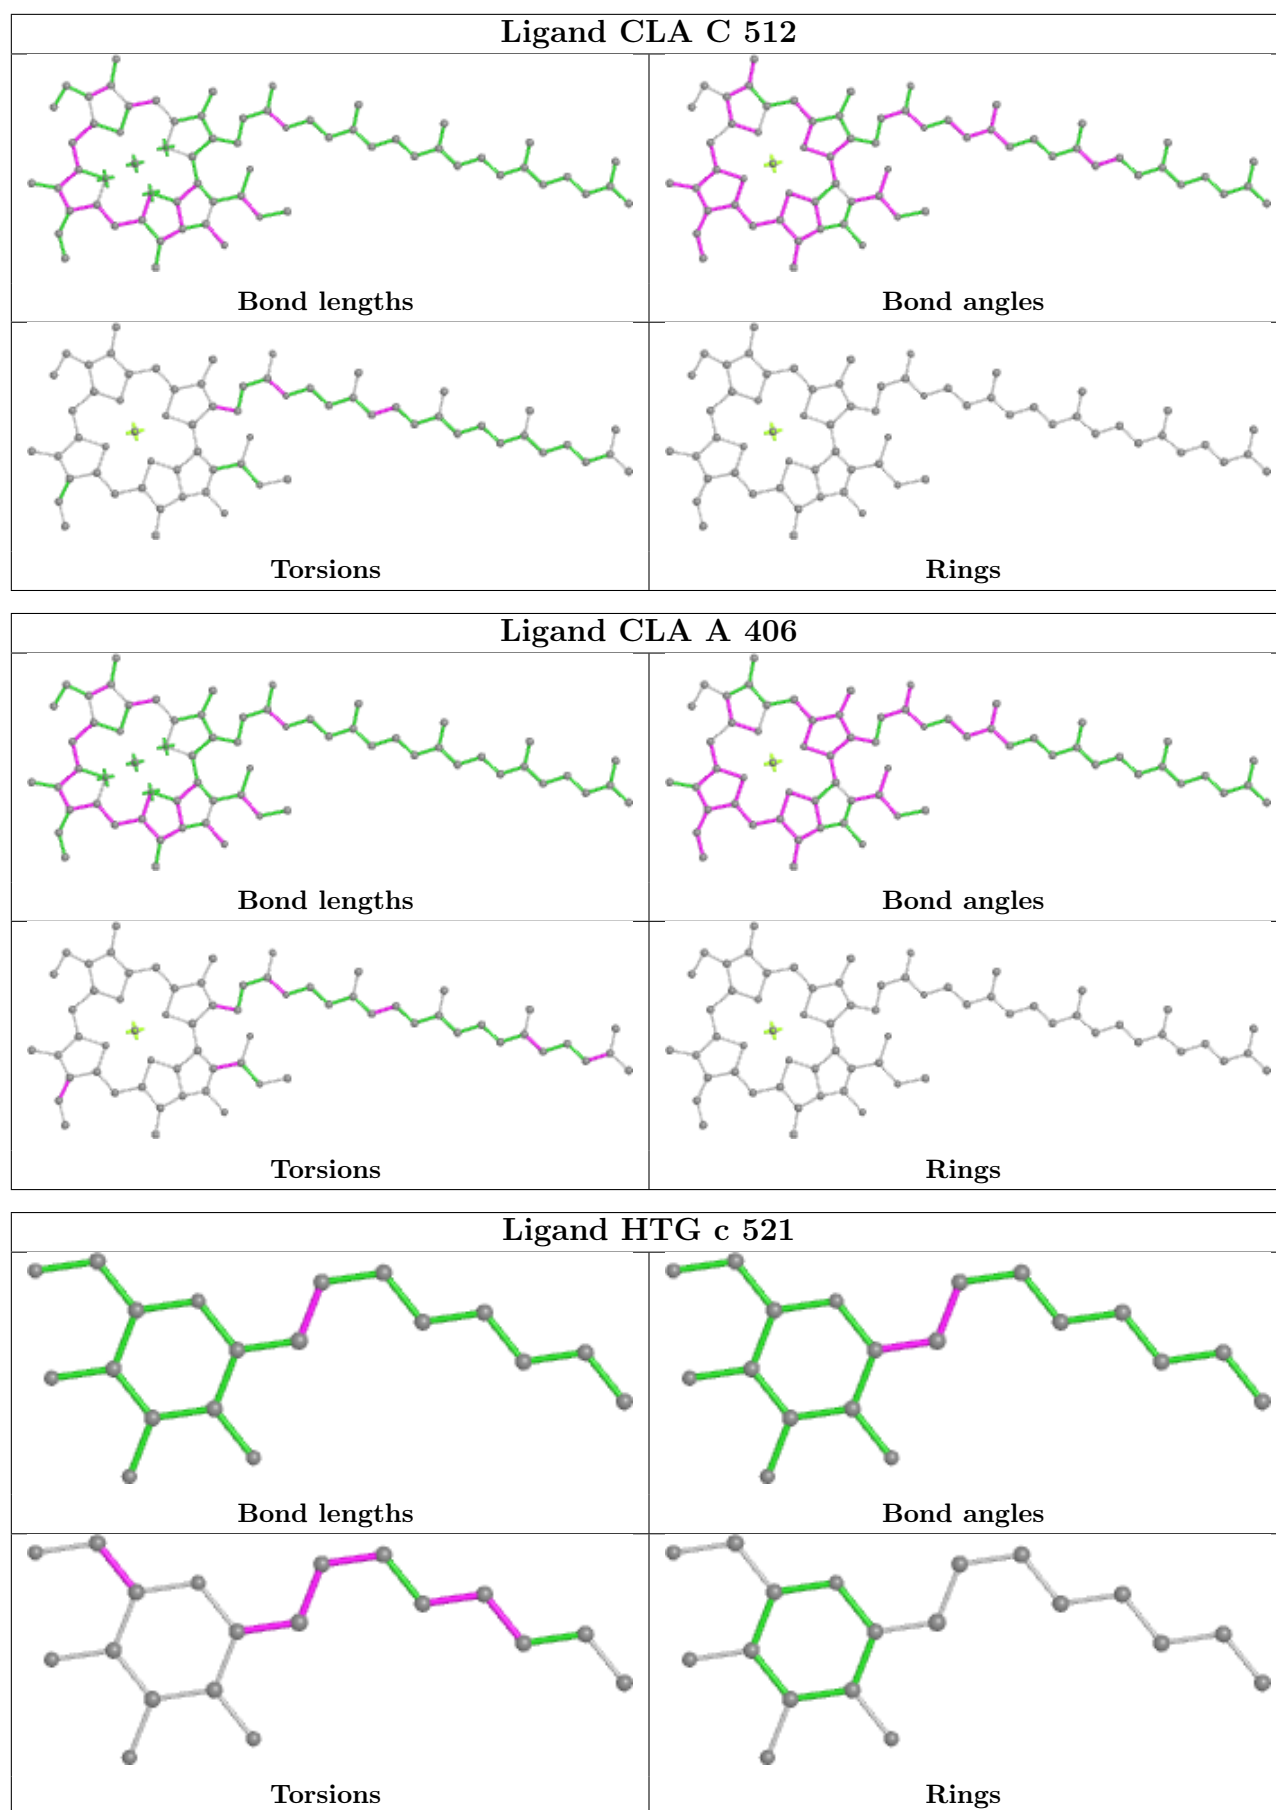 Ligand CLA C 512
Bond lengths
Bond angles
Torsions
Rings
Ligand CLA A 406
Bond lengths
Bond angles
Torsions
Rings
Ligand HTG c 521
Bond lengths
Bond angles
Torsions
Rings